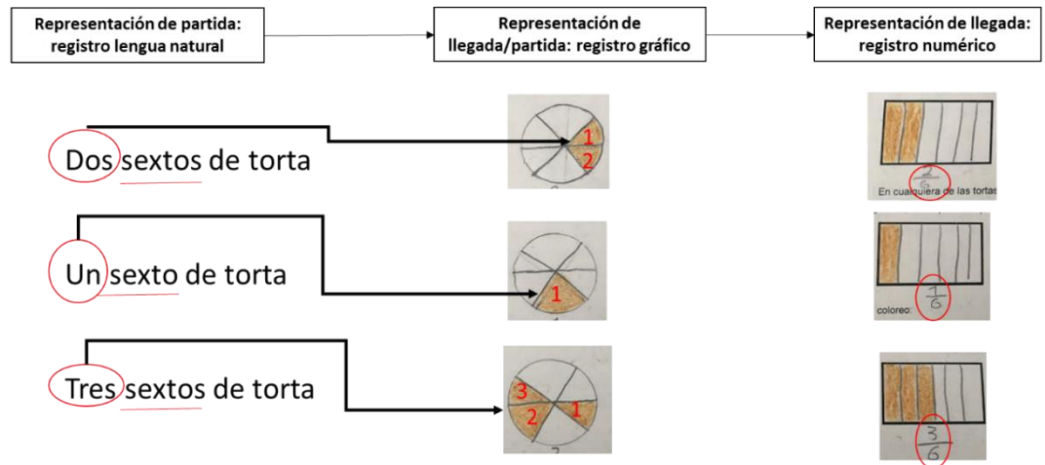 Representación de partida:
registro lengua natural
Representación de
llegada/partida: registro gráfico
Representación de llegada:
registro numérico
Dos sextos de torta
1
2
2
6
En cualquiera de las tortas
Un sexto de torta
1
1
6
coloreo:
Tres sextos de torta
3
2
1
3
6